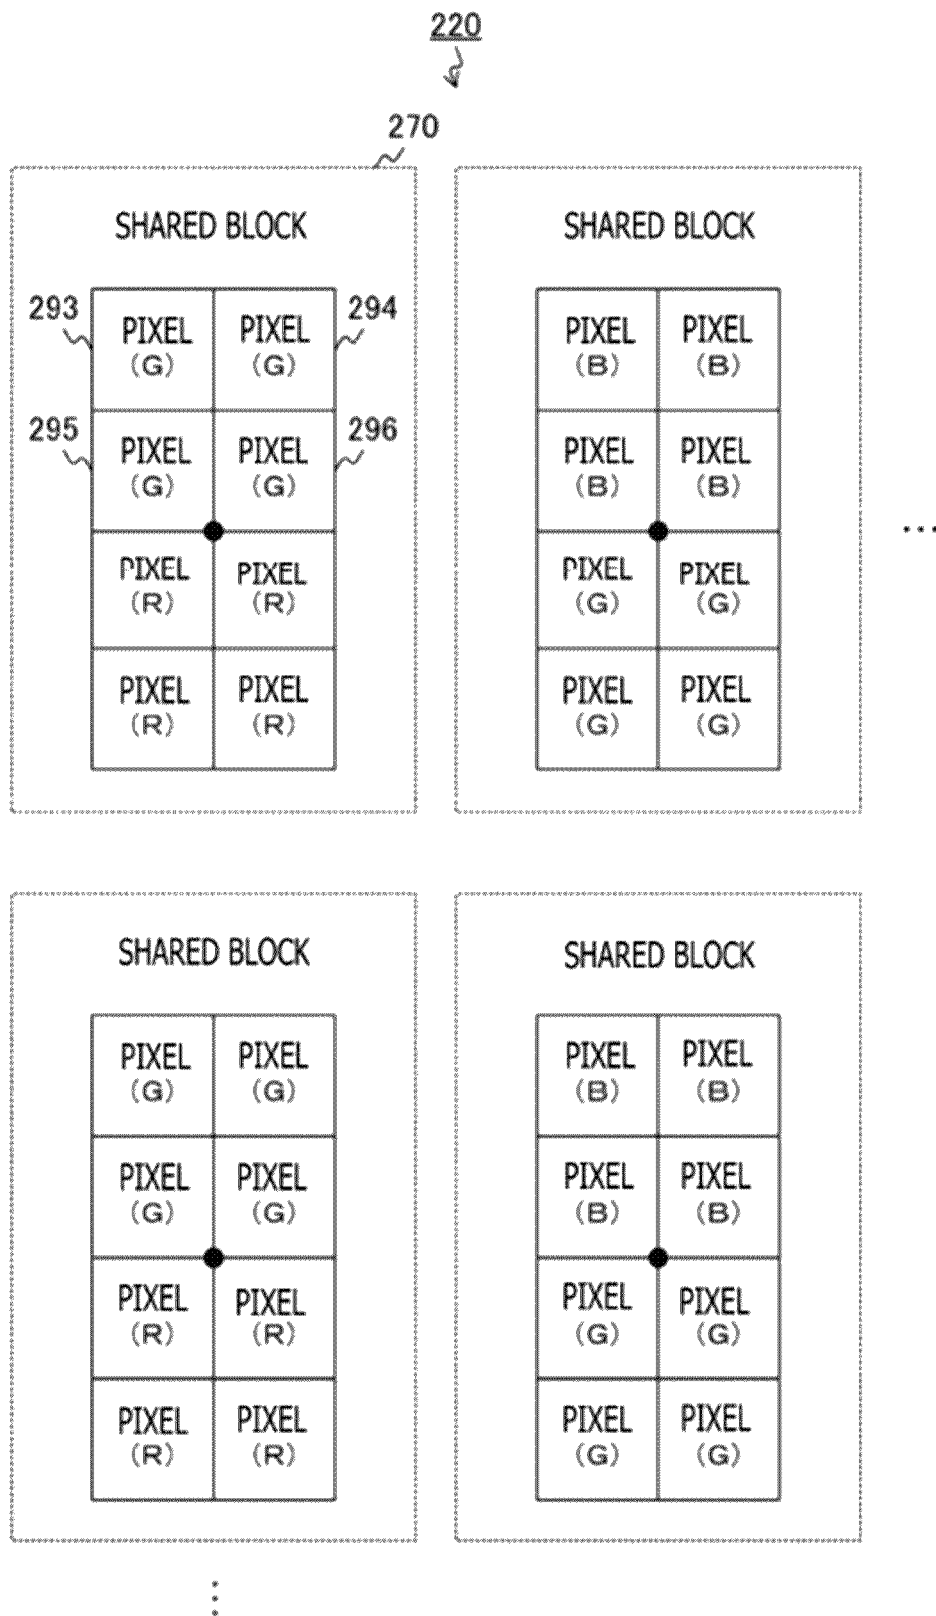 220
270
SHARED BLOCK SHARED BLOCK
293 PIXEL (G) PIXEL (G) 294 PIXEL (B) PIXEL (B)
295 PIXEL (G) PIXEL (G) 296 PIXEL (B) PIXEL (B)
...
PIXEL (R) PIXEL (R) PIXEL (G) PIXEL (G)
PIXEL (R) PIXEL (R) PIXEL (G) PIXEL (G)
SHARED BLOCK SHARED BLOCK
PIXEL (G) PIXEL (G) PIXEL (B) PIXEL (B)
PIXEL (G) PIXEL (G) PIXEL (B) PIXEL (B)
PIXEL (R) PIXEL (R) PIXEL (G) PIXEL (G)
PIXEL (R) PIXEL (R) PIXEL (G) PIXEL (G)